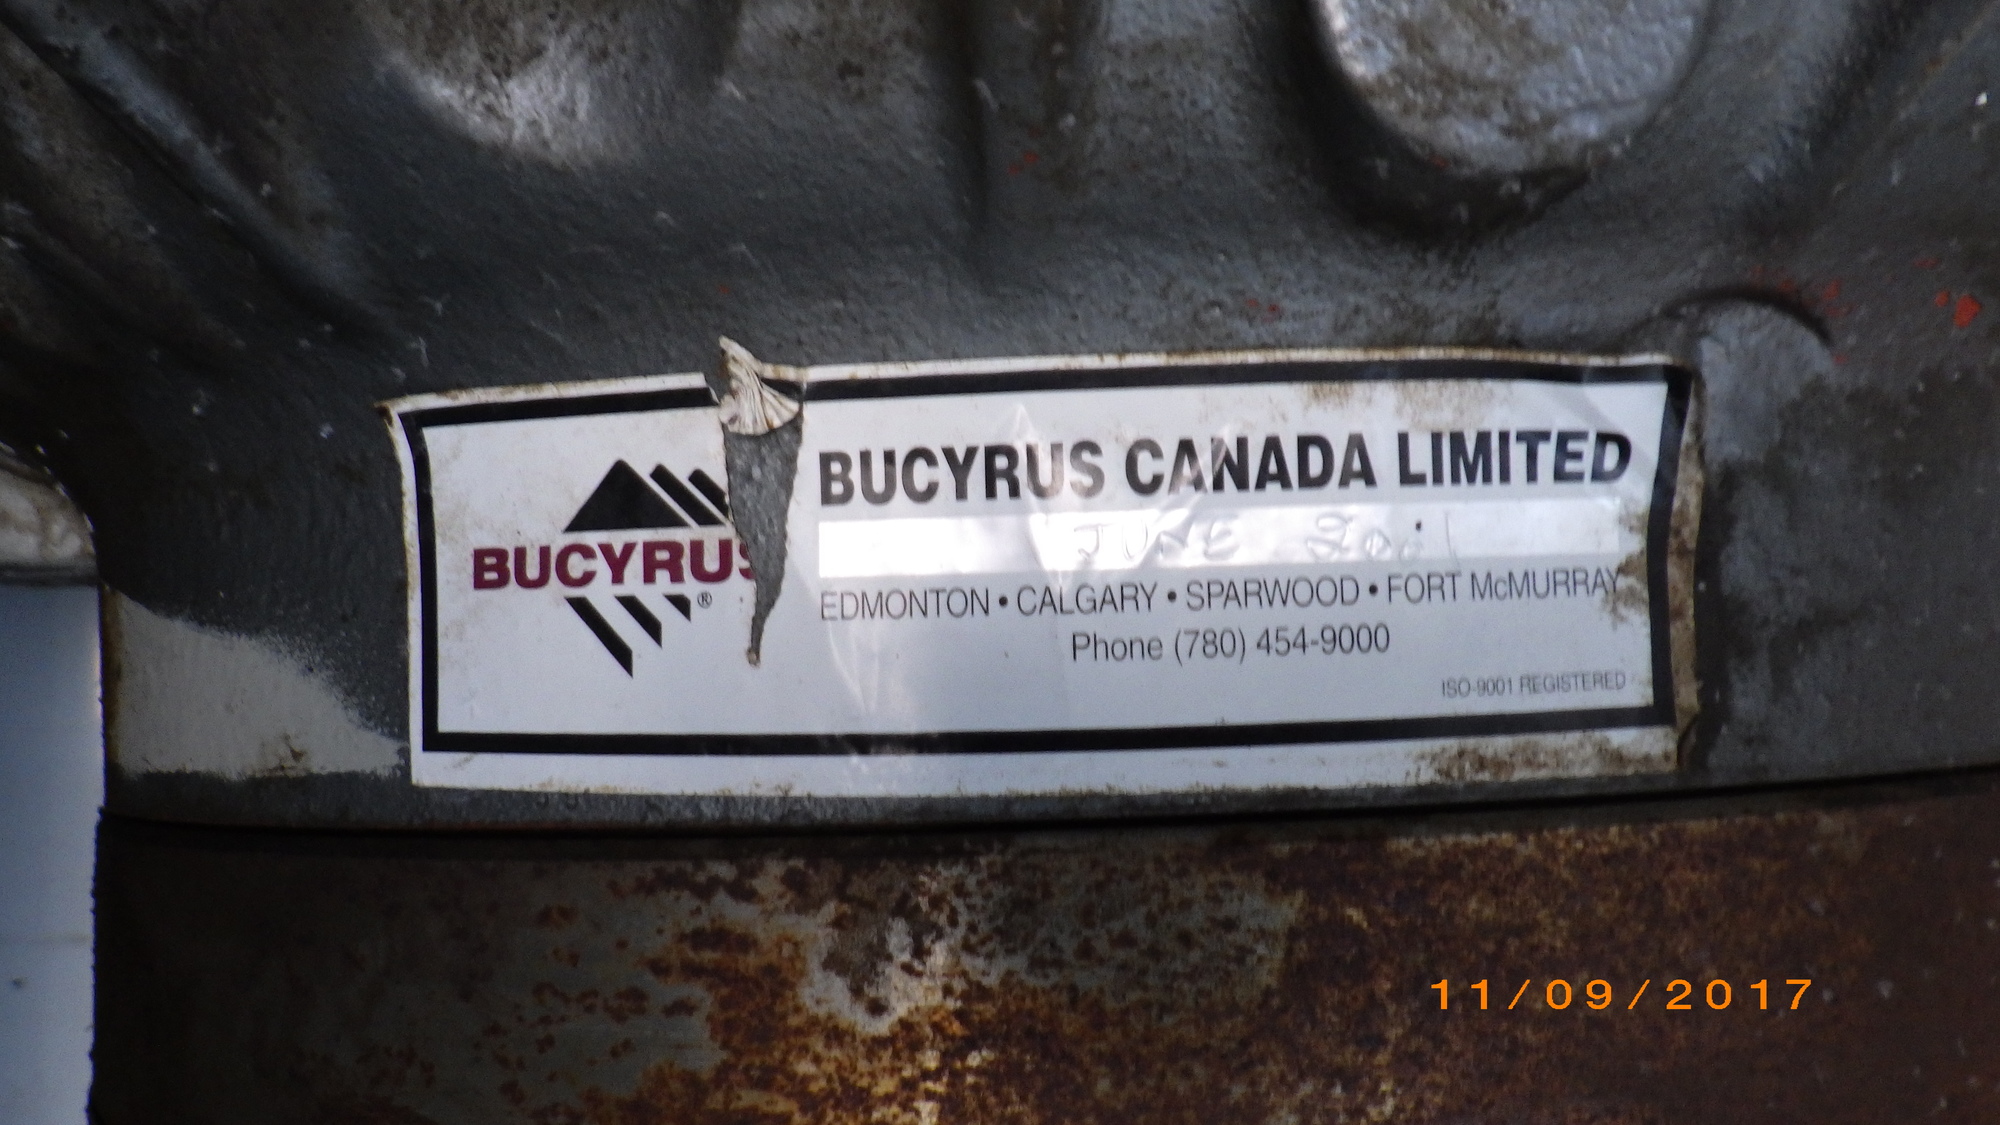 BUCYRUS
®
BUCYRUS CANADA LIMITED
JUNE
EDMONTON • CALGARY • SPARWOOD • FORT McMURRAY
Phone (780) 454-9000
ISO-9001 REGISTERED
11/09/2017